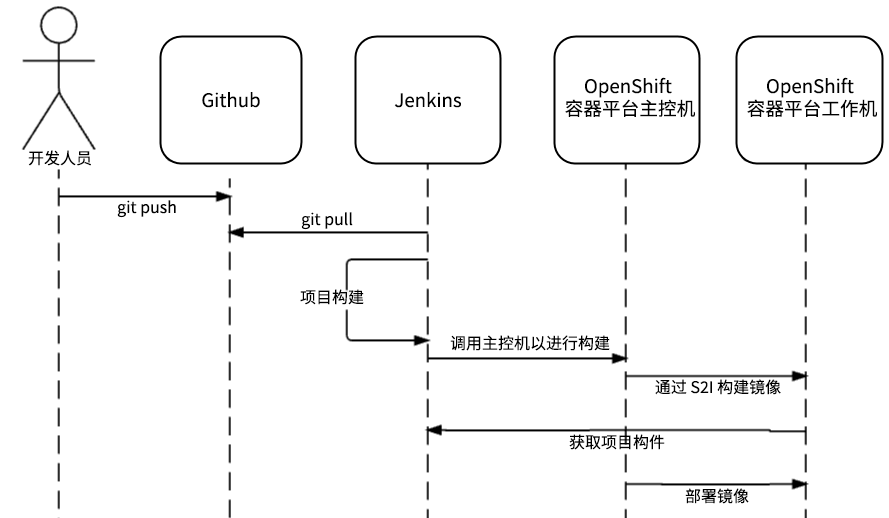 开发人员
Github
Jenkins
OpenShift
容器平台主控机
OpenShift
容器平台工作机
git push
git pull
项目构建
调用主控机以进行构建
通过 S2I 构建镜像
获取项目构件
部署镜像